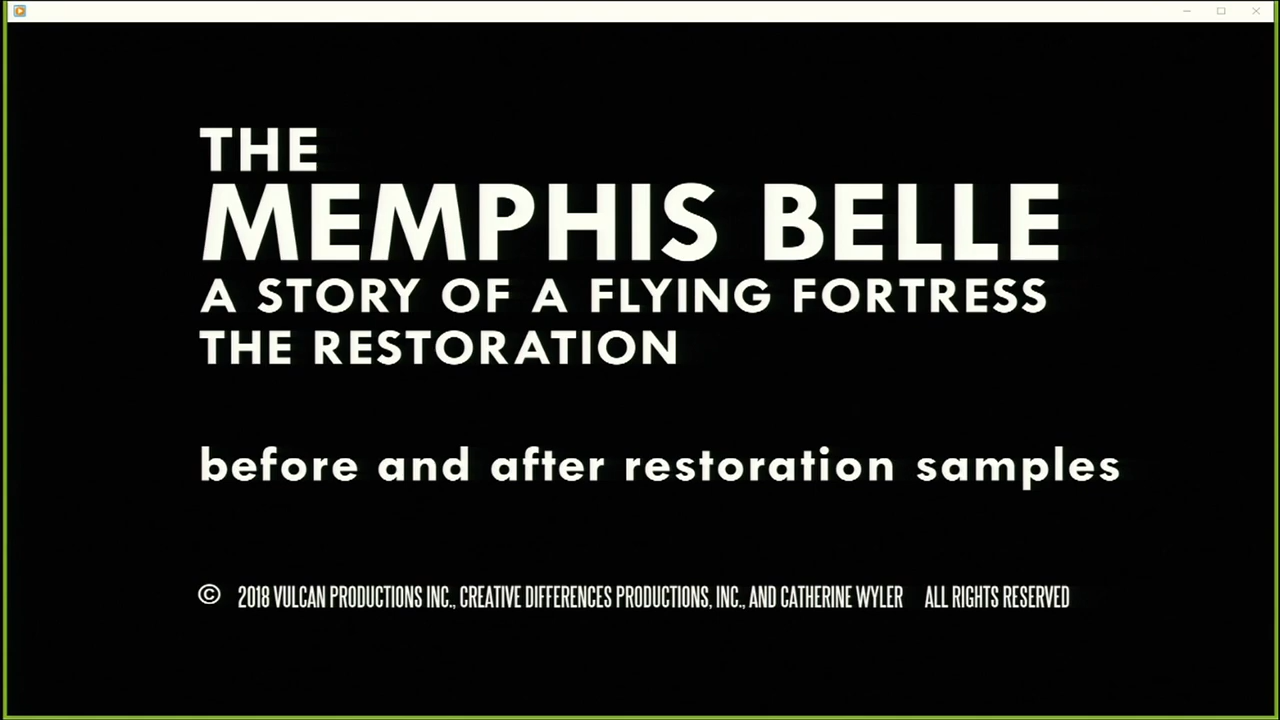 THE
MEMPHIS BELLE
A STORY OF A FLYING FORTRESS
THE RESTORATION
before and after restoration samples
© 2018 VULCAN PRODUCTIONS INC., CREATIVE DIFFERENCES PRODUCTIONS, INC., AND CATHERINE WYLER ALL RIGHTS RESERVED